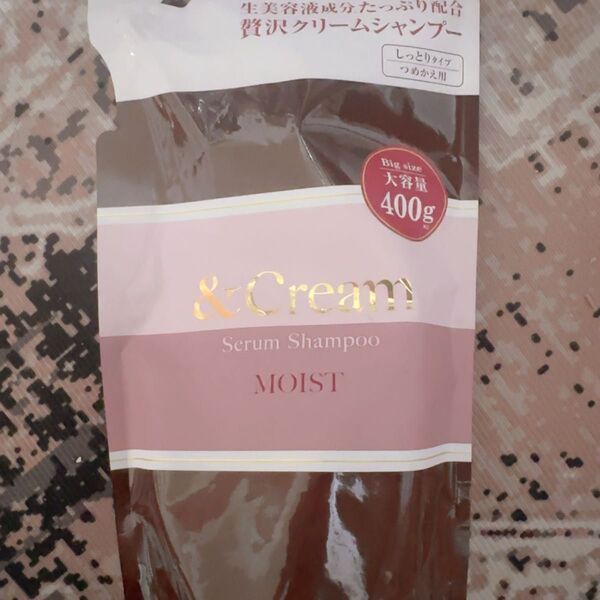 生美容液成分たっぷり配合
贅沢クリームシャンプー
しっとりタイプ
つめかえ用
Big size
大容量
400g
&Cream
Serum Shampoo
MOIST